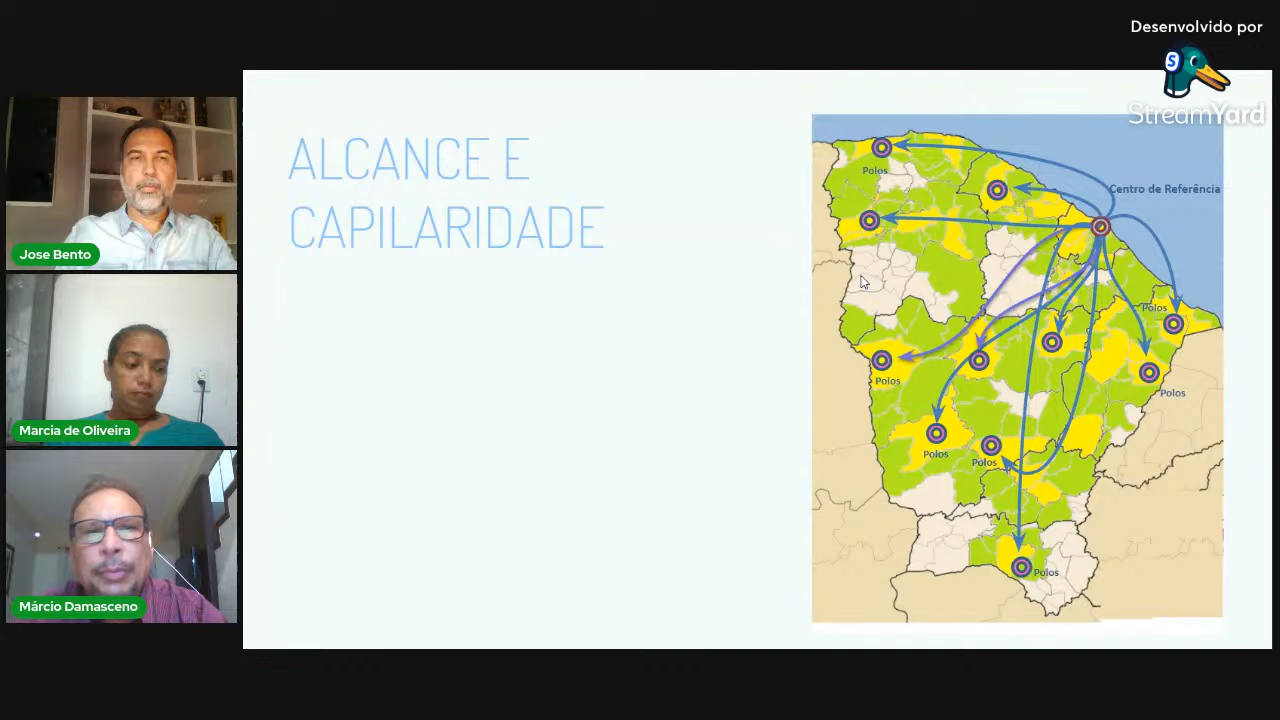 Desenvolvido por
StreamYard
Jose Bento
Marcia de Oliveira
Márcio Damasceno
ALCANCE E
CAPILARIDADE
Polos
Centro de Referência
Polos
Polos
Polos
Polos
Polos
Polos
S